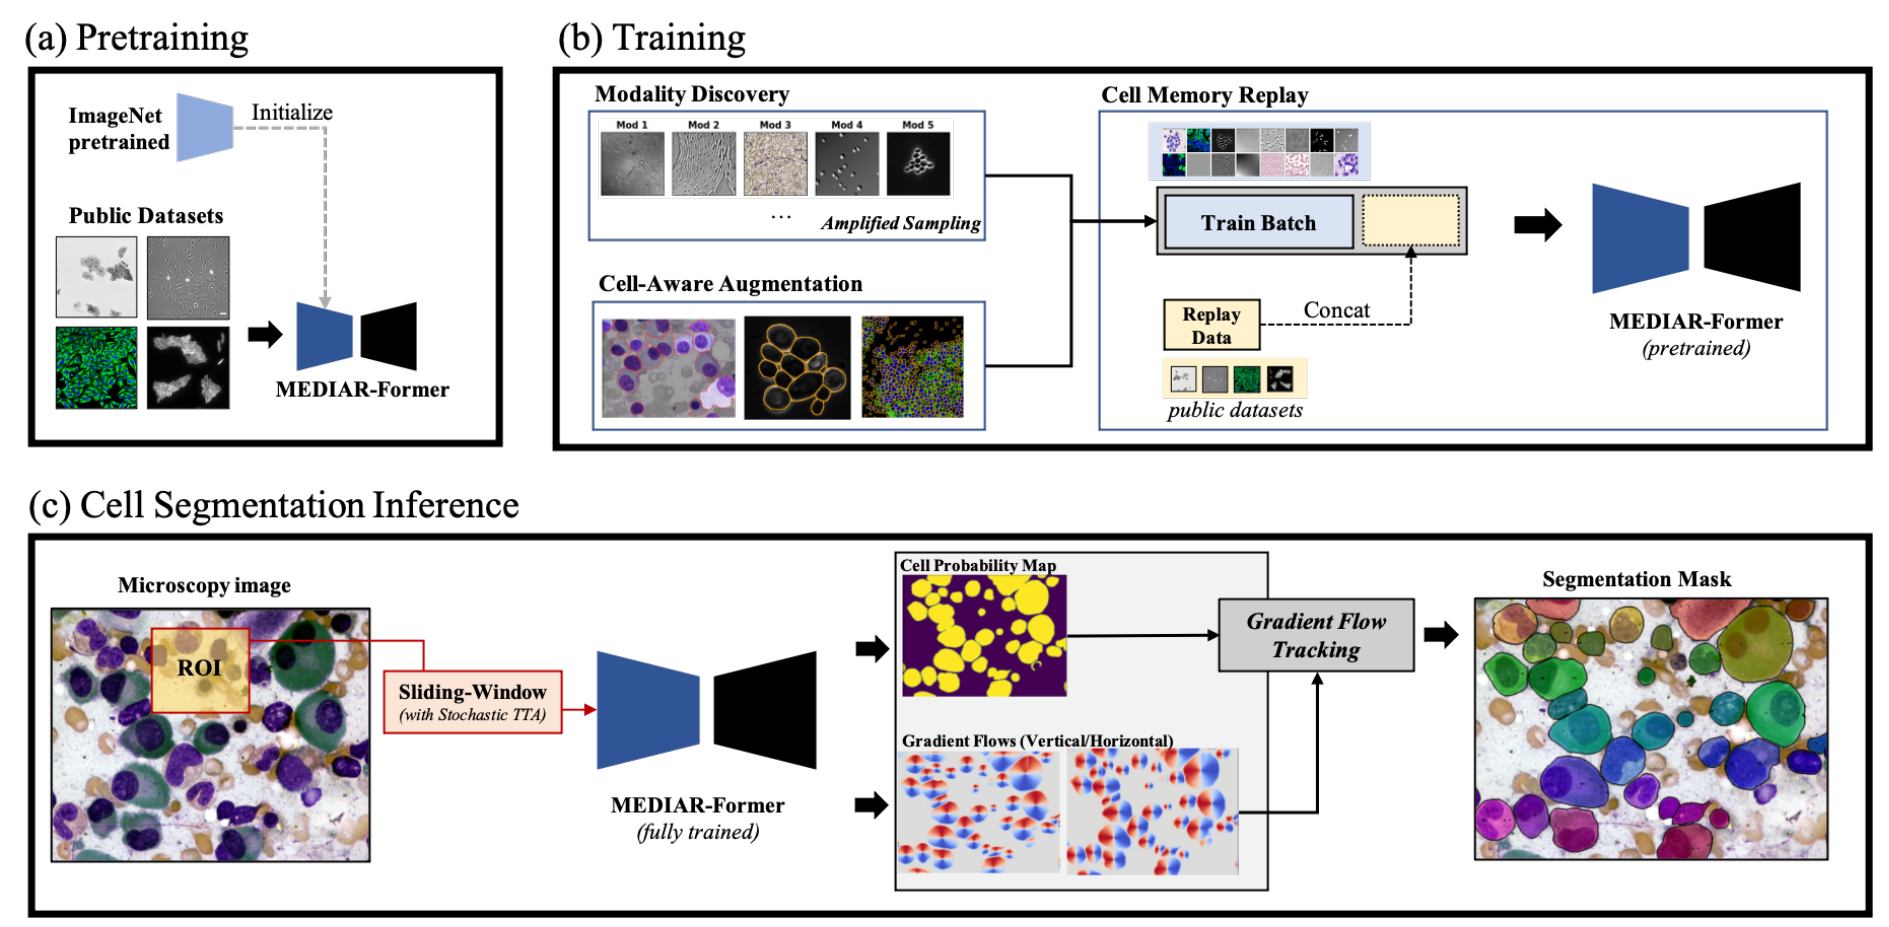 (a) Pretraining
ImageNet
pretrained
Initialize
Public Datasets
MEDIAR-Former
(b) Training
Modality Discovery
Mod 1 Mod 2 Mod 3 Mod 4 Mod 5
...
Amplified Sampling
Cell-Aware Augmentation
Cell Memory Replay
Train Batch
Replay
Data
Concat
public datasets
MEDIAR-Former
(pretrained)
(c) Cell Segmentation Inference
Microscopy image
ROI
Sliding-Window
(with Stochastic TTA)
MEDIAR-Former
(fully trained)
Cell Probability Map
Gradient Flows (Vertical/Horizontal)
Gradient Flow
Tracking
Segmentation Mask